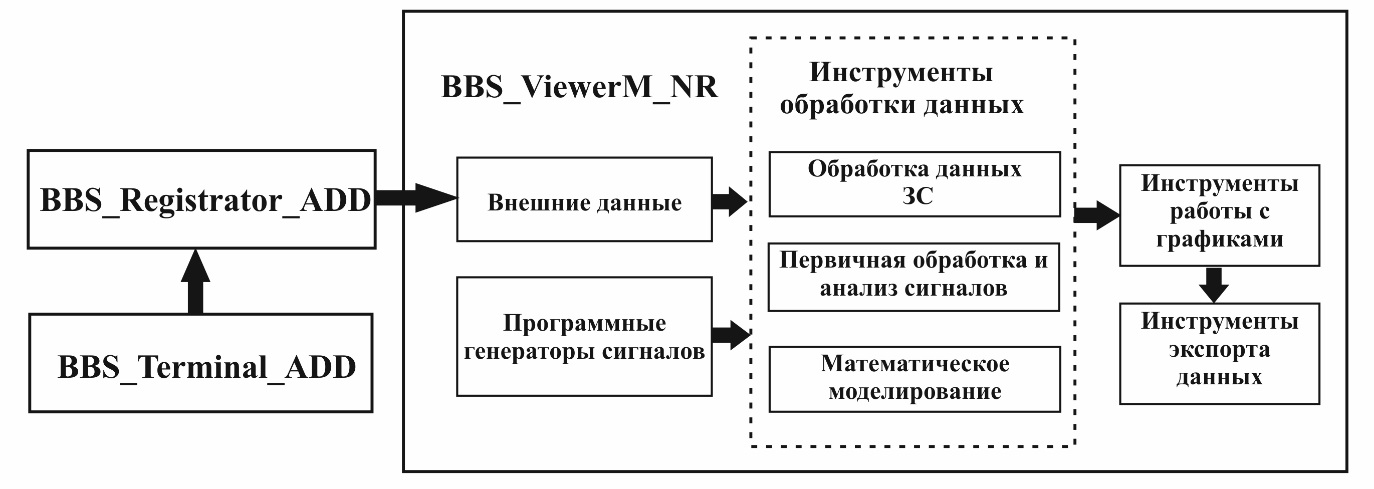 BBS_ViewerM_NR
Инструменты
обработки данных
BBS_Registrator_ADD
BBS_Terminal_ADD
Внешние данные
Программные
генераторы сигналов
Обработка данных
ЗС
Первичная обработка и
анализ сигналов
Математическое
моделирование
Инструменты
работы с
графиками
Инструменты
экспорта
данных